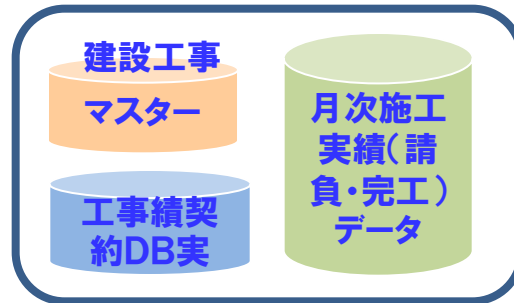 建設工事
マスター
工事績契
約DB実
月次施工
実績（請
負・完工）
データ